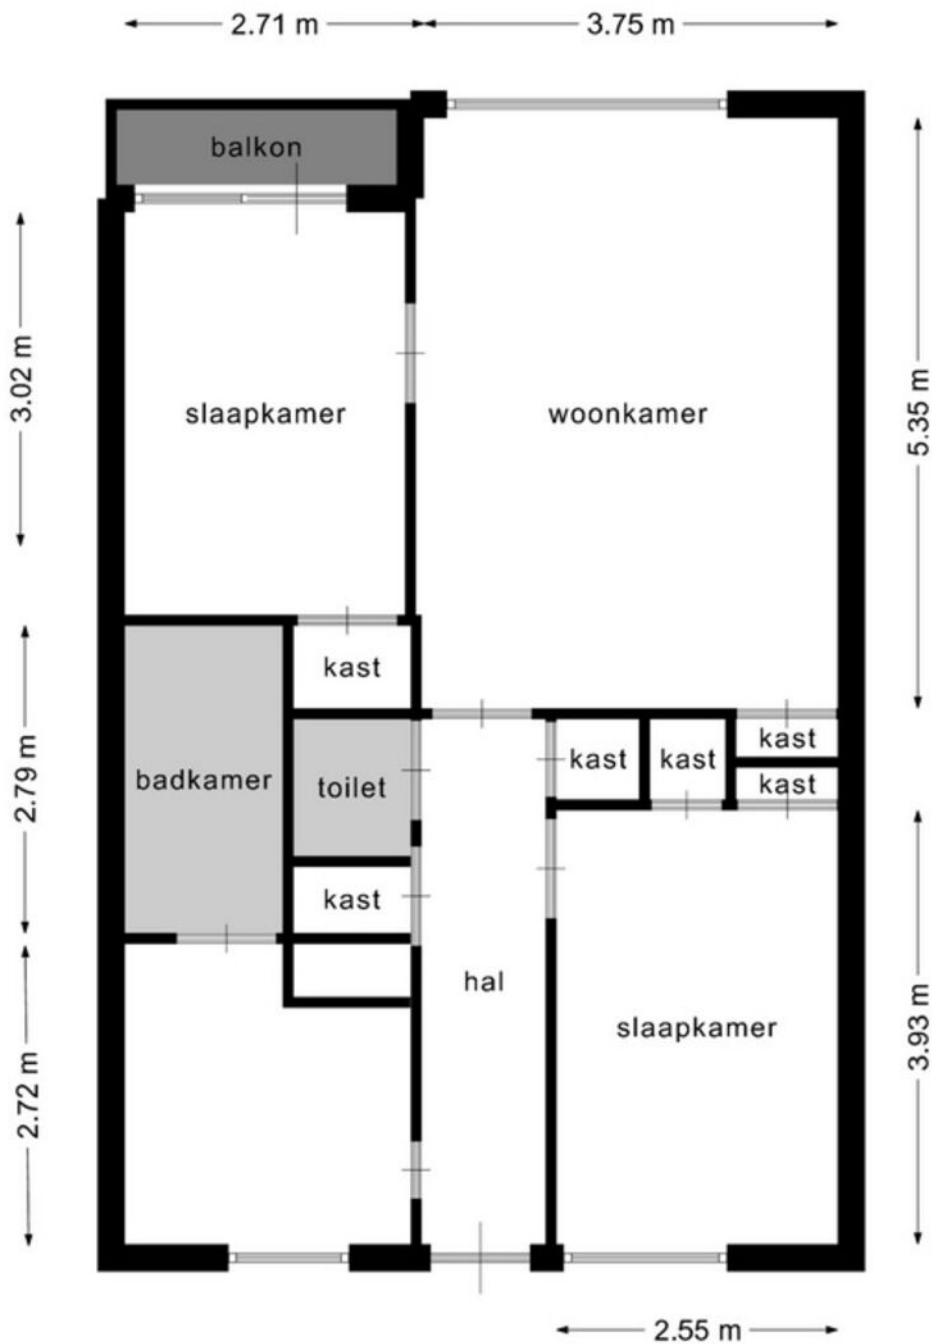 2.71 m
3.75 m
balkon
3.02 m
slaapkamer
woonkamer
5.35 m
kast
2.79 m
badkamer
toilet
kast
kast
kast
kast
kast
hal
slaapkamer
2.72 m
3.93 m
2.55 m